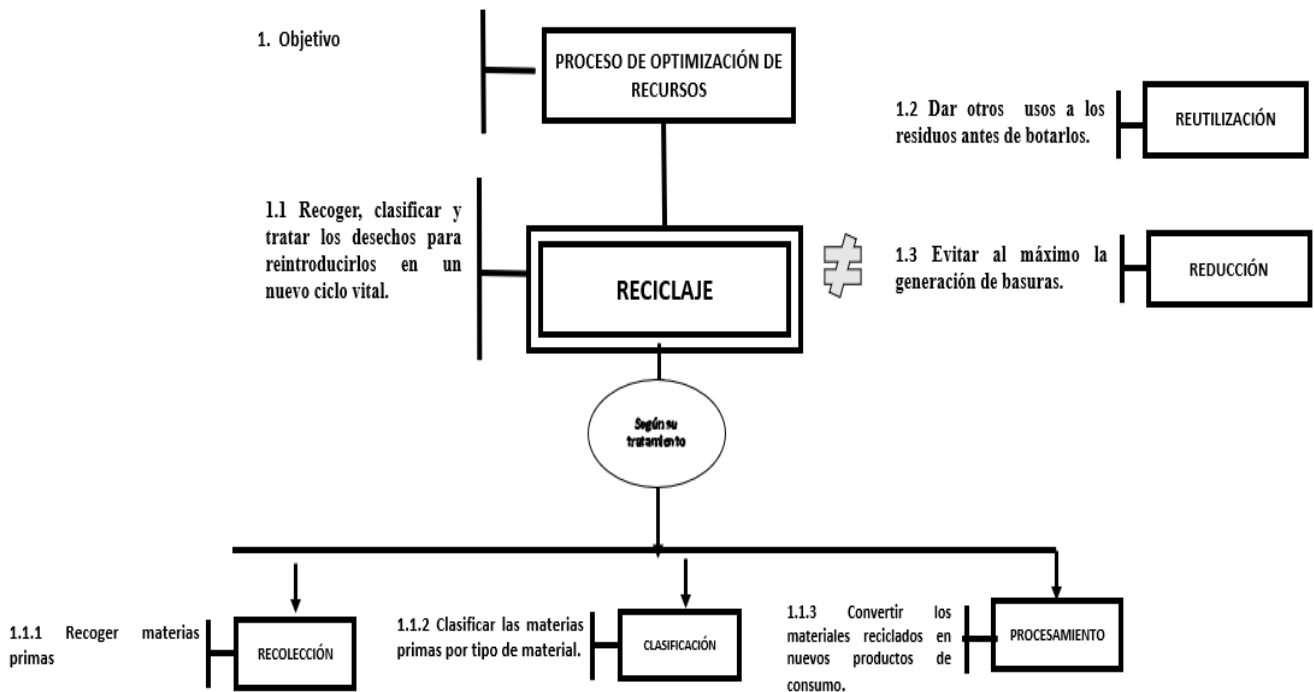 1. Objetivo
PROCESO DE OPTIMIZACIÓN DE
RECURSOS
1.2 Dar otros usos a los
residuos antes de botarlos.
REUTILIZACIÓN
1.1 Recoger, clasificar y
tratar los desechos para
reintroducirlos en un
nuevo ciclo vital.
RECICLAJE
≠
1.3 Evitar al máximo la
generación de basuras.
REDUCCIÓN
Según su
tratamiento
1.1.1 Recoger materias
primas
RECOLECCIÓN
1.1.2 Clasificar las materias
primas por tipo de material.
CLASIFICACIÓN
1.1.3 Convertir los
materiales reciclados en
nuevos productos de
consumo.
PROCESAMIENTO